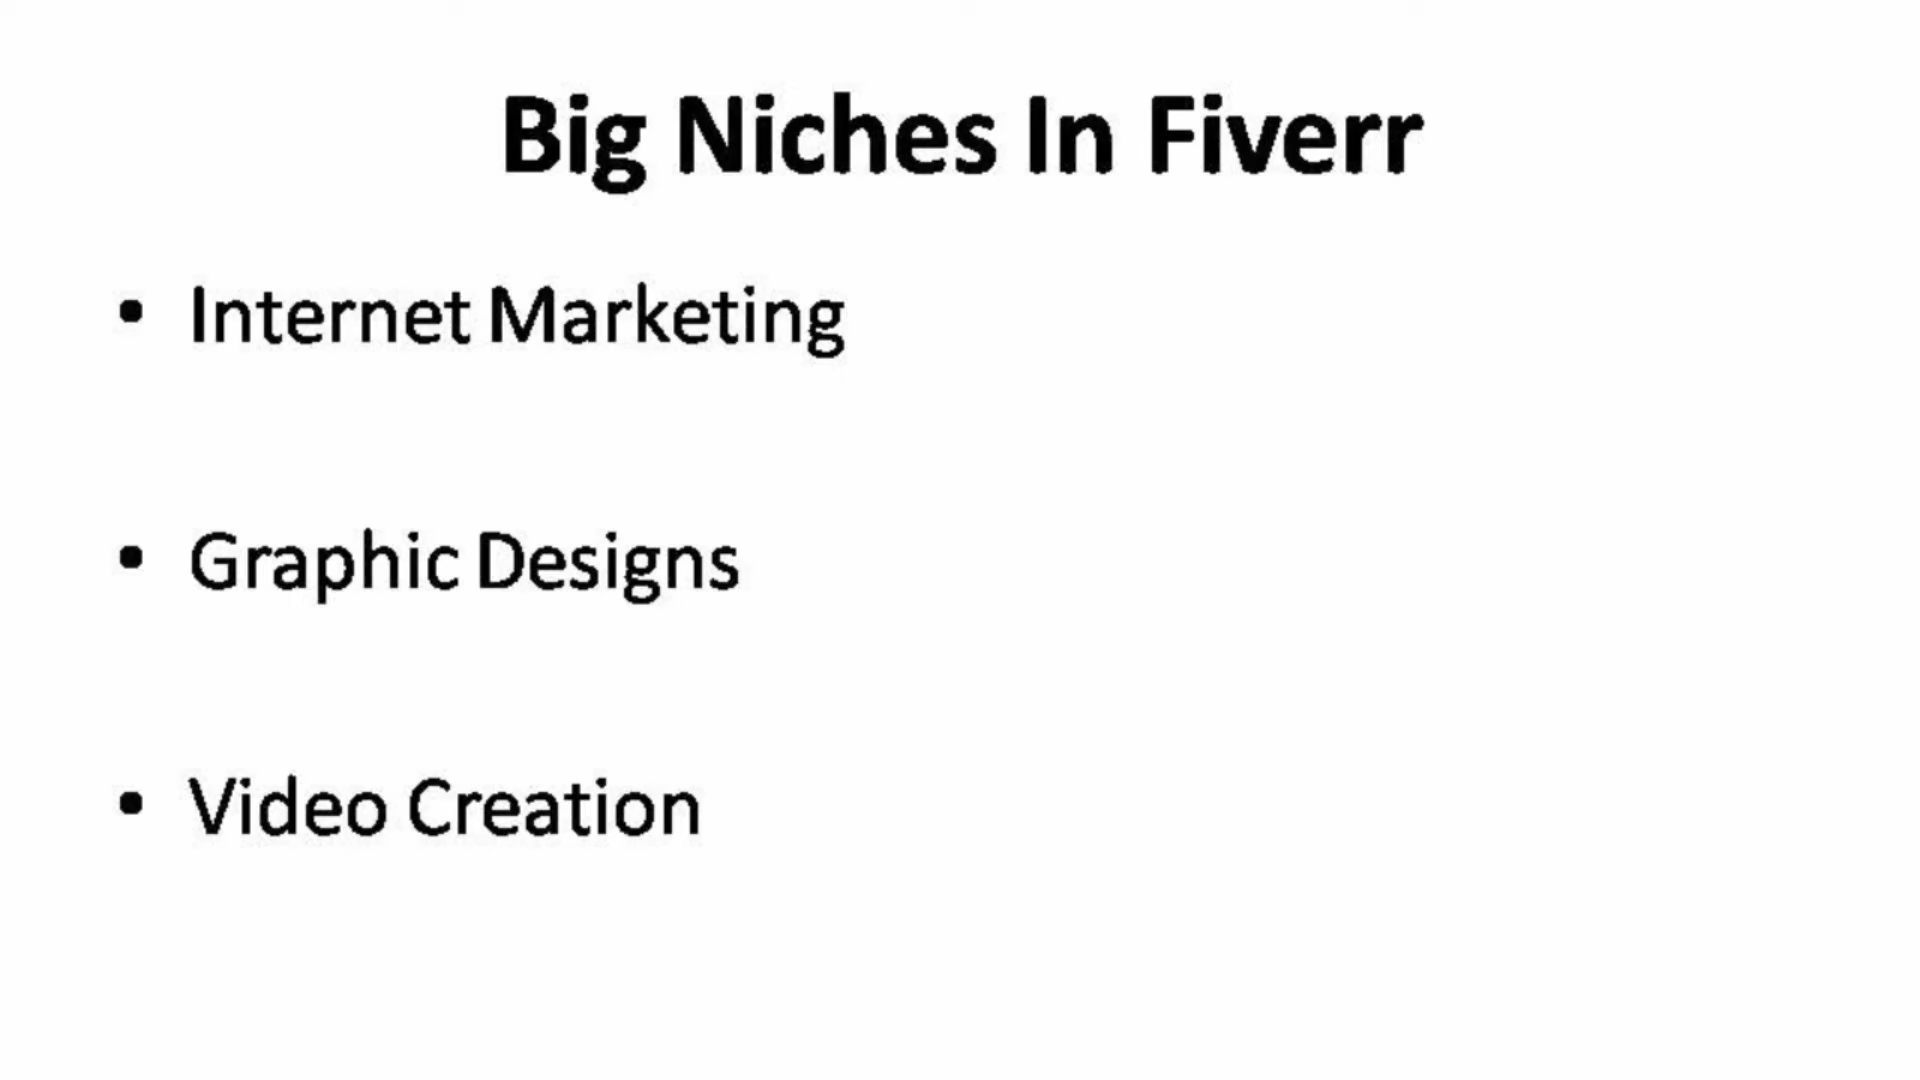 Big Niches In Fiverr
• Internet Marketing
• Graphic Designs
• Video Creation